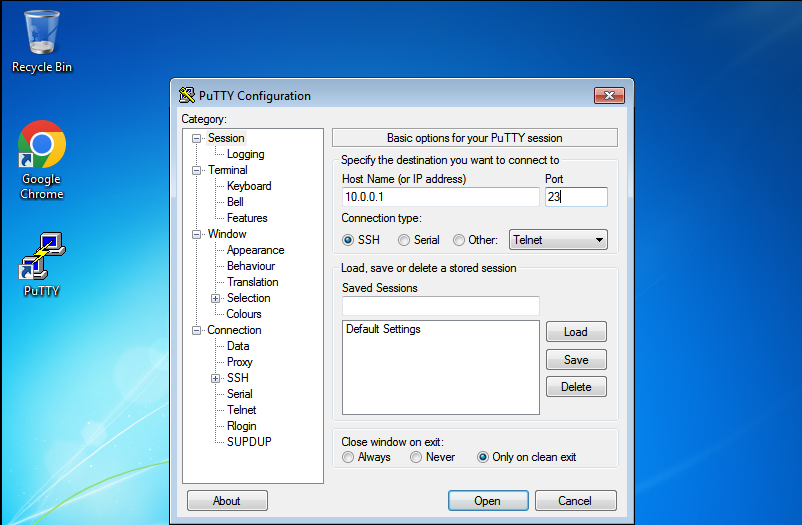 Recycle Bin
Google
Chrome
PuTTY
PuTTY Configuration
Category:
Session
Logging
Terminal
Keyboard
Bell
Features
Window
Appearance
Behaviour
Translation
Selection
Colours
Connection
Data
Proxy
SSH
Serial
Telnet
Rlogin
SUPDUP
Basic options for your PuTTY session
Specify the destination you want to connect to
Host Name (or IP address) Port
10.0.0.1 23
Connection type:
SSH Serial Other: Telnet
Load, save or delete a stored session
Saved Sessions
Default Settings
Load
Save
Delete
Close window on exit:
Always Never Only on clean exit
About Open Cancel